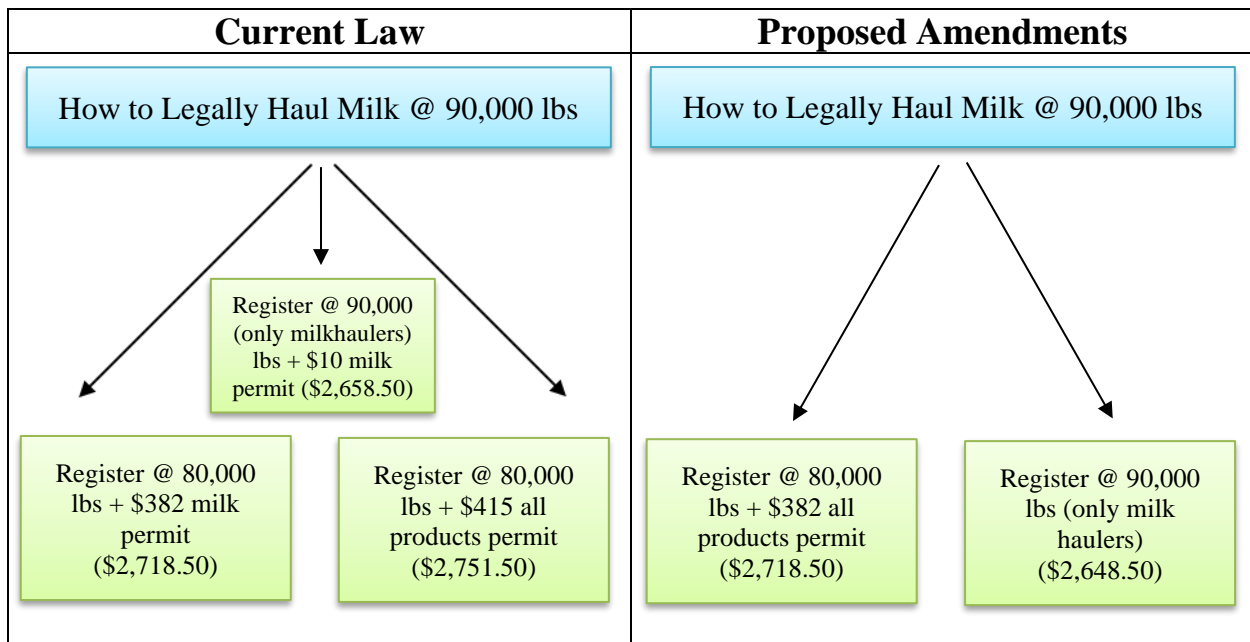 Current Law
Proposed Amendments
How to Legally Haul Milk @ 90,000 lbs
Register @ 90,000
(only milkhaulers)
lbs + $10 milk
permit ($2,658.50)
Register @ 80,000
lbs + $382 milk
permit
($2,718.50)
Register @ 80,000
lbs + $415 all
products permit
($2,751.50)
How to Legally Haul Milk @ 90,000 lbs
Register @ 80,000
lbs + $382 all
products permit
($2,718.50)
Register @ 90,000
lbs (only milk
haulers)
($2,648.50)